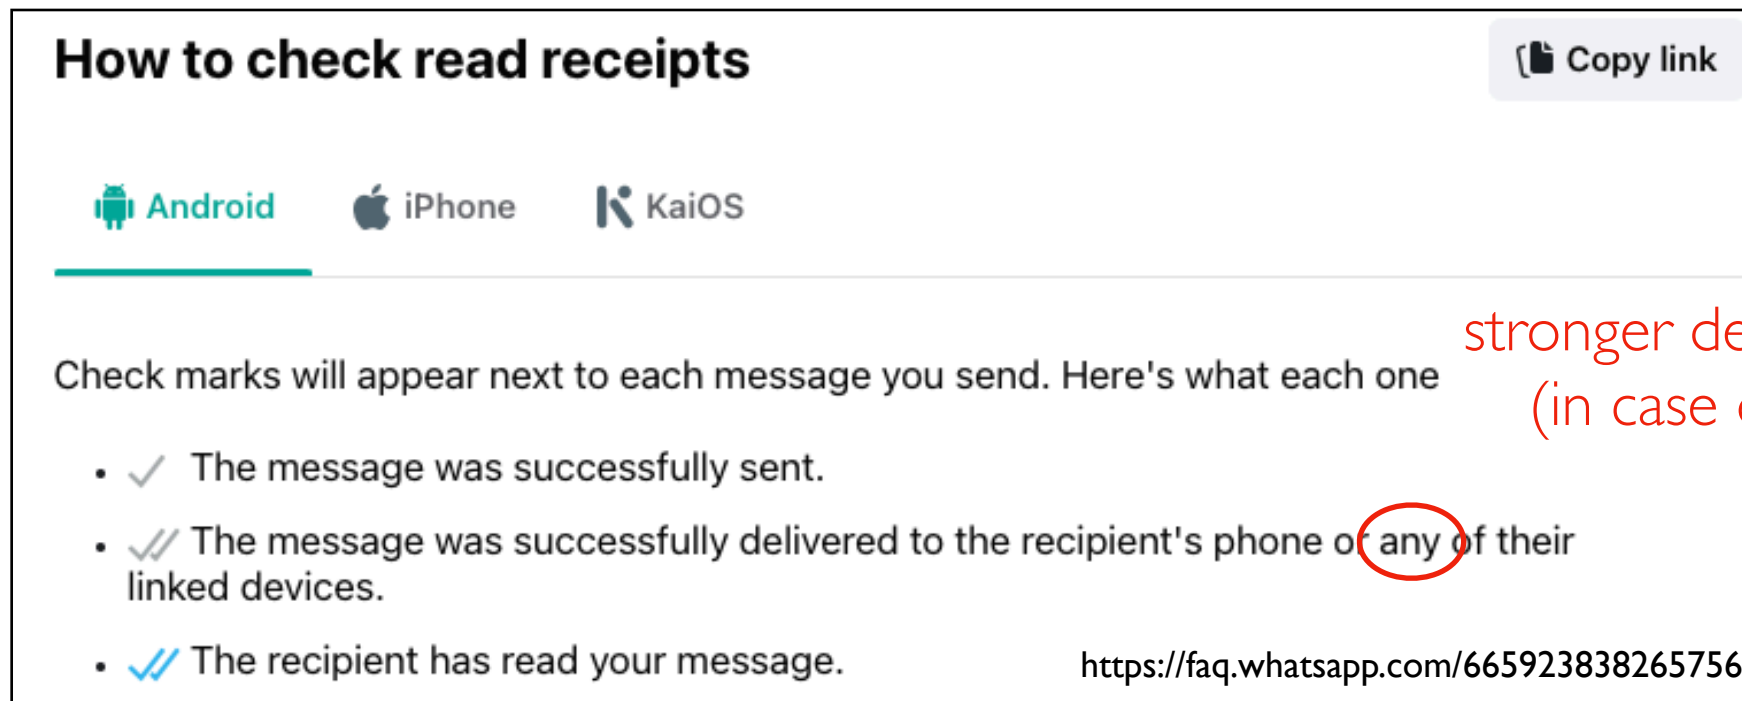 How to check read receipts
Copy link
Android iPhone KaiOS
stronger de
Check marks will appear next to each message you send. Here's what each one
(in case
The message was successfully sent.
The message was successfully delivered to the recipient's phone or any of their
linked devices.
The recipient has read your message.
https://faq.whatsapp.com/665923838265756